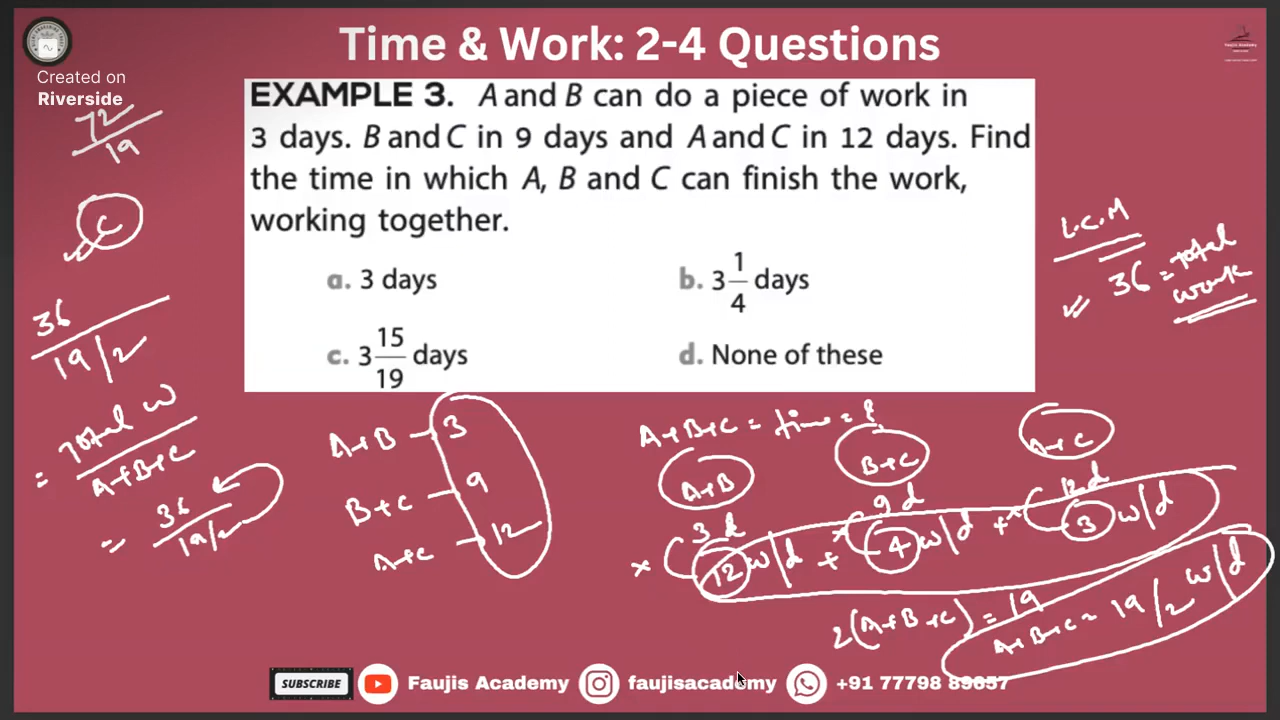 Time & Work: 2-4 Questions
Created on
Riverside
Faujis Academy
EXAMPLE 3. A and B can do a piece of work in
3 days. B and C in 9 days and A and C in 12 days. Find
the time in which A, B and C can finish the work,
working together.
a. 3 days
b. 3 1/4 days
c. 3 15/19 days
d. None of these
72/19
C
36
19/2
= Total W
A+B+C
= 36
19/2
L.C.M
36 = total
work
A+B - 3
B+C - 9
A+C - 12
A+B+C = time = ?
A+B
B+C
A+C
3d
9d
12d
× 12 w/d + × 4 w/d + × 3 w/d
2(A+B+C) = 19
A+B+C = 19/2 w/d
SUBSCRIBE
Faujis Academy
faujisacademy
+91 77798 89657